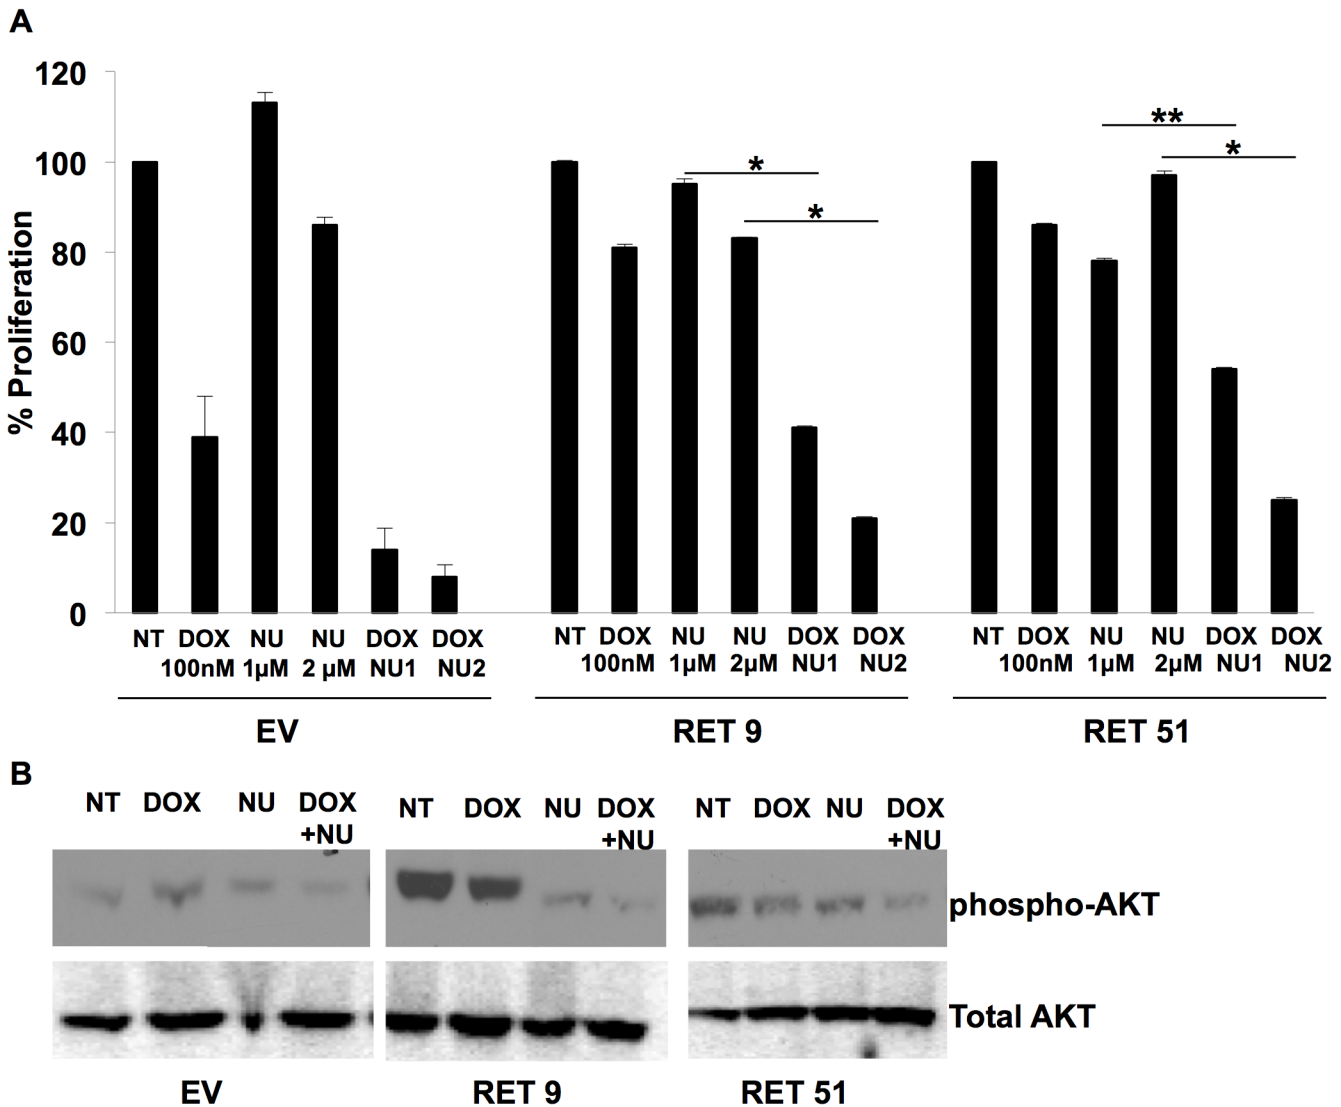 A
120
100
80
60
40
20
0
% Proliferation
**
*
*
*
NT DOX NU NU DOX DOX
100nM 1µM 2 µM NU1 NU2
NT DOX NU NU DOX DOX
100nM 1µM 2µM NU1 NU2
NT DOX NU NU DOX DOX
100nM 1µM 2µM NU1 NU2
EV RET 9 RET 51
B
NT DOX NU DOX
+NU
NT DOX NU DOX
+NU
NT DOX NU DOX
+NU
phospho-AKT
Total AKT
EV RET 9 RET 51